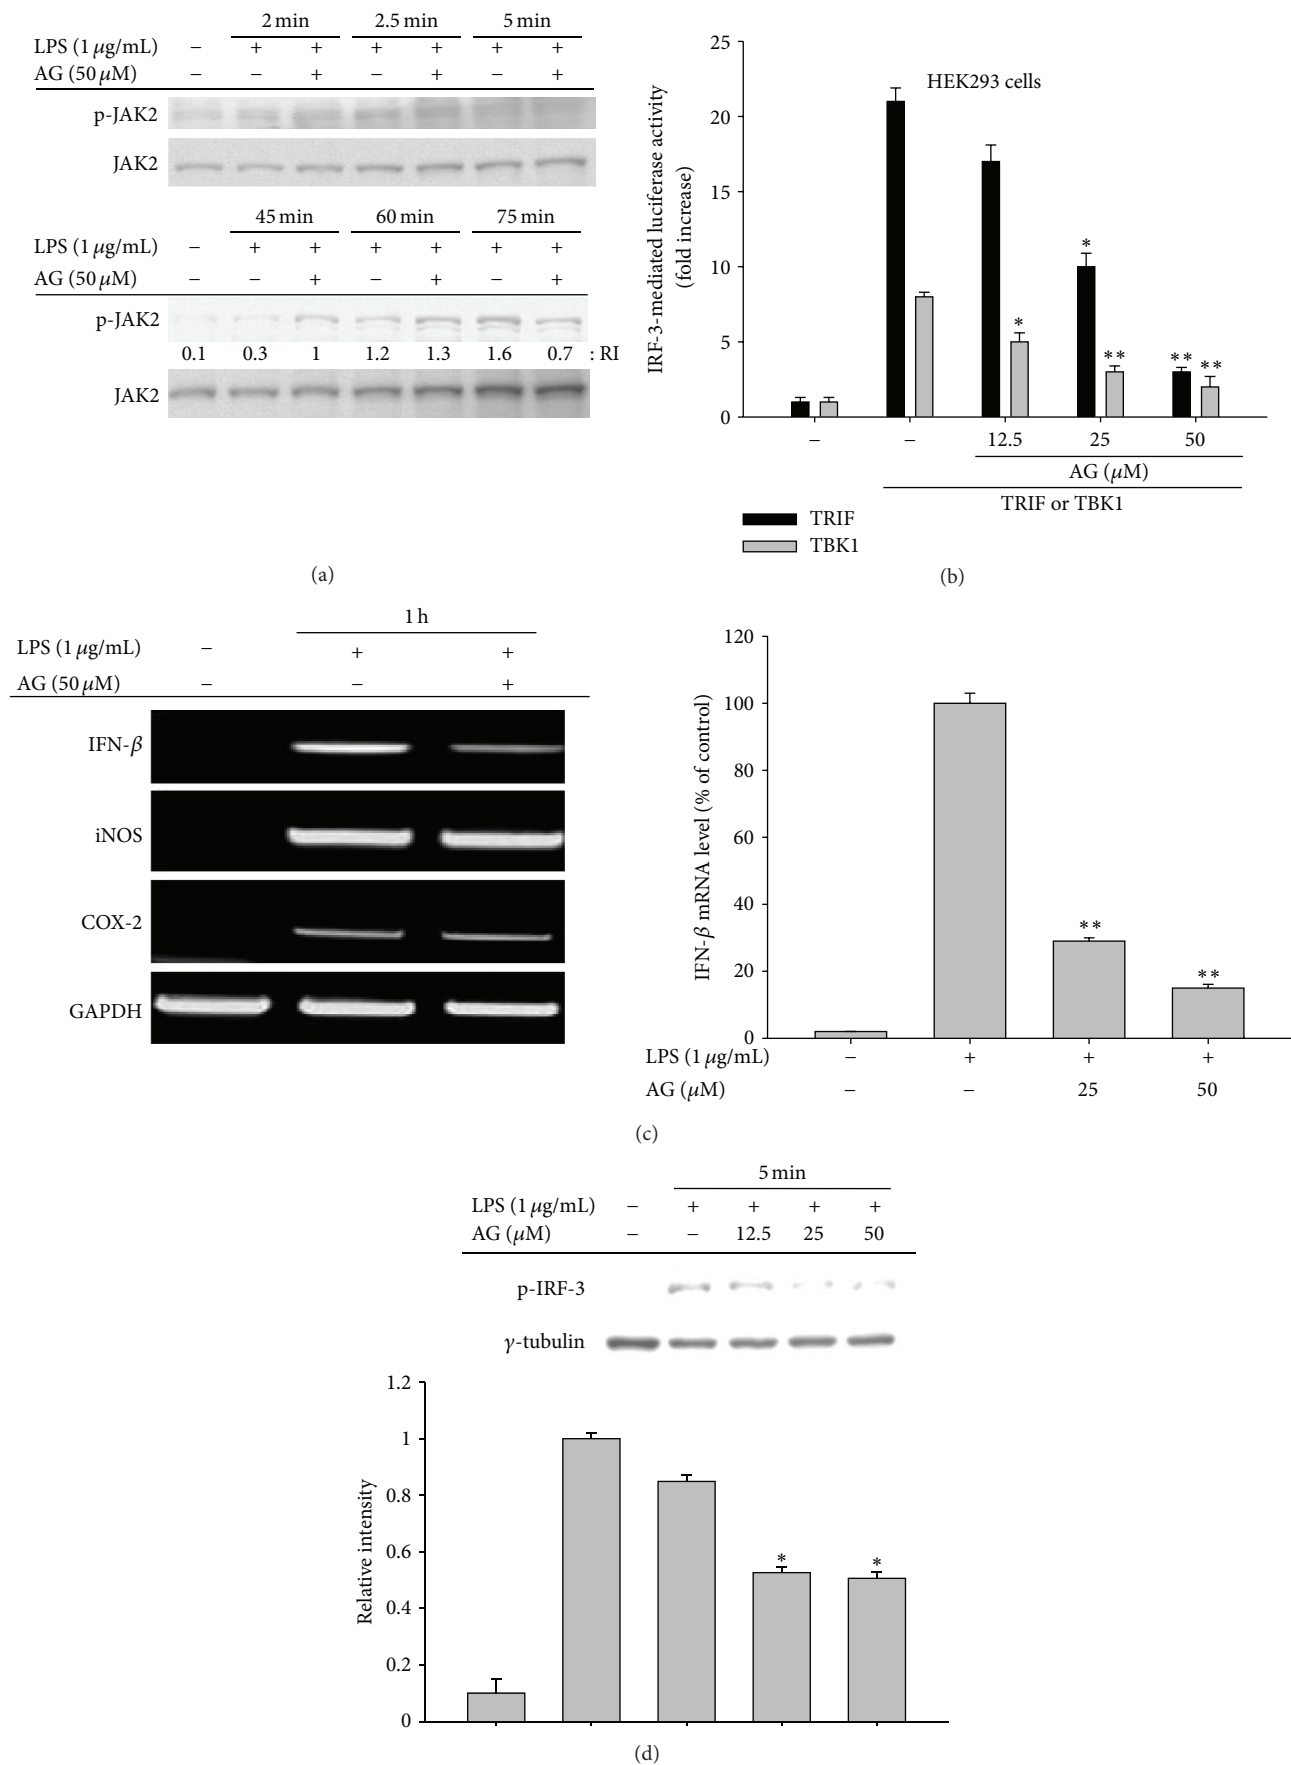 2 min 2.5 min 5 min
LPS (1 μg/mL) − + + + + + +
AG (50 μM) − − + − + − +
p-JAK2
JAK2
45 min 60 min 75 min
LPS (1 μg/mL) − + + + + + +
AG (50 μM) − − + − + − +
p-JAK2
0.1 0.3 1 1.2 1.3 1.6 0.7 : RI
JAK2
(a)
IRF-3-mediated luciferase activity
(fold increase)
25
20
15
10
5
0
HEK293 cells
*
*
**
**
**
− − 12.5 25 50
AG (μM)
TRIF or TBK1
TRIF
TBK1
(b)
1 h
LPS (1 μg/mL) − + +
AG (50 μM) − − +
IFN-β
iNOS
COX-2
GAPDH
IFN-β mRNA level (% of control)
120
100
80
60
40
20
0
**
**
LPS (1 μg/mL) − + + +
AG (μM) − − 25 50
(c)
5 min
LPS (1 μg/mL) − + + + +
AG (μM) − − 12.5 25 50
p-IRF-3
γ-tubulin
Relative intensity
1.2
1
0.8
0.6
0.4
0.2
0
* *
(d)